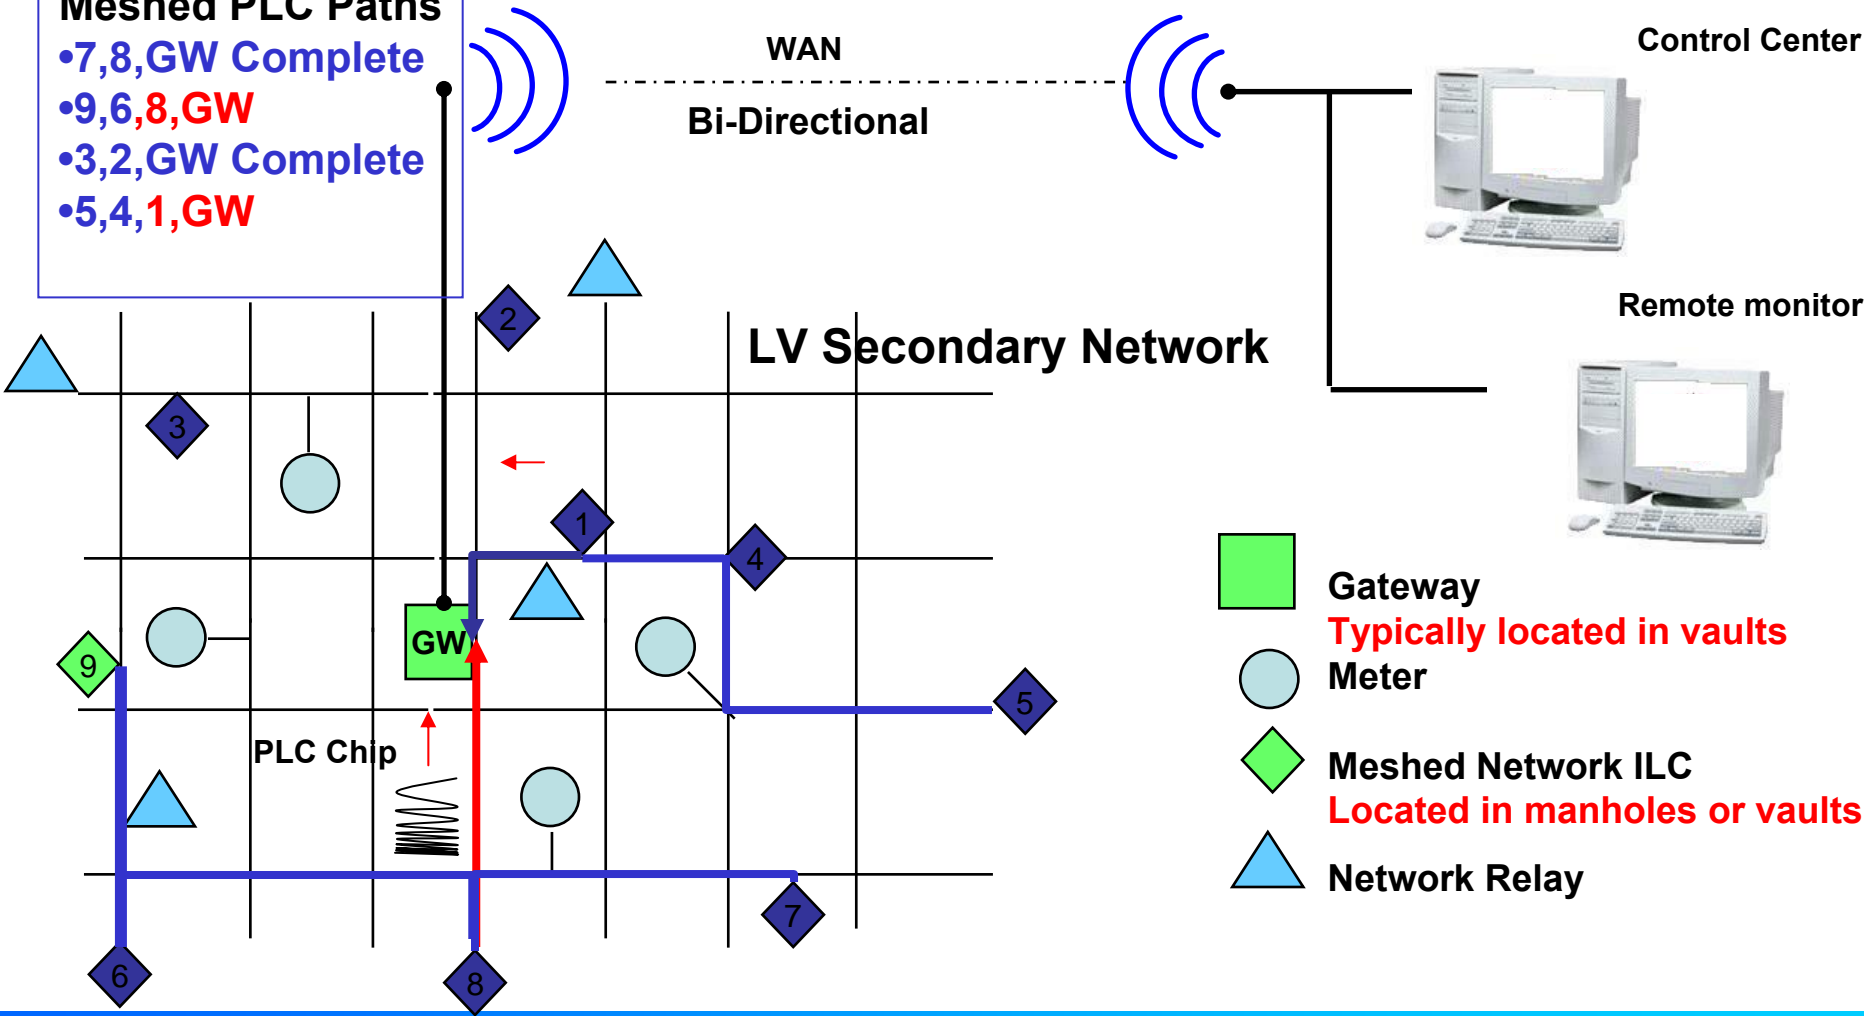 Meshed PLC Paths
•7,8,GW Complete
•9,6,8,GW
•3,2,GW Complete
•5,4,1,GW
WAN
Bi-Directional
Control Center
Remote monitor
LV Secondary Network
2
3
1
4
GW
9
5
PLC Chip
7
6
8
Gateway
Typically located in vaults
Meter
Meshed Network ILC
Located in manholes or vaults
Network Relay